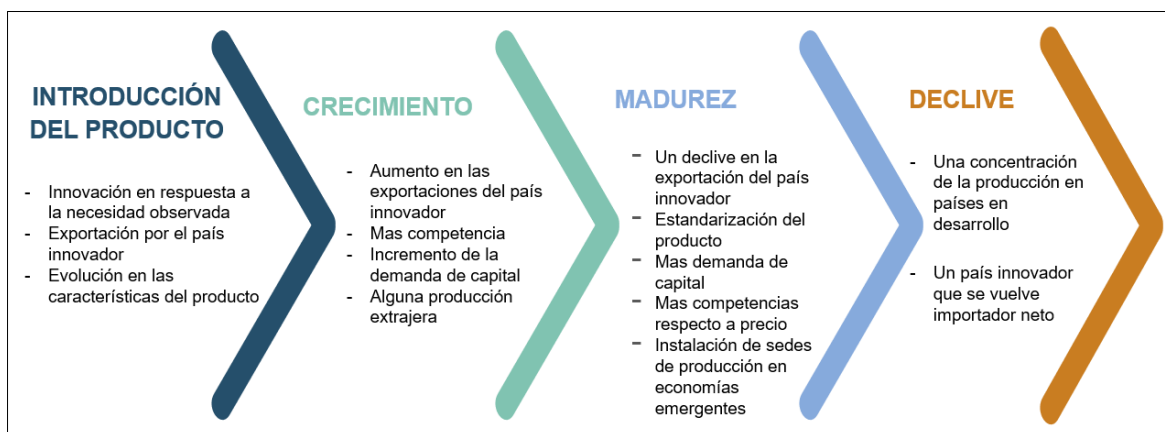 INTRODUCCIÓN
DEL PRODUCTO
- Innovación en respuesta a
la necesidad observada
- Exportación por el país
innovador
- Evolución en las
características del producto
CRECIMIENTO
- Aumento en las
exportaciones del país
innovador
- Mas competencia
- Incremento de la
demanda de capital
- Alguna producción
extrajera
MADUREZ
- Un declive en la
exportación del país
innovador
- Estandarización del
producto
- Mas demanda de
capital
- Mas competencias
respecto a precio
- Instalación de sedes
de producción en
economías
emergentes
DECLIVE
- Una concentración
de la producción en
países en
desarrollo
- Un país innovador
que se vuelve
importador neto